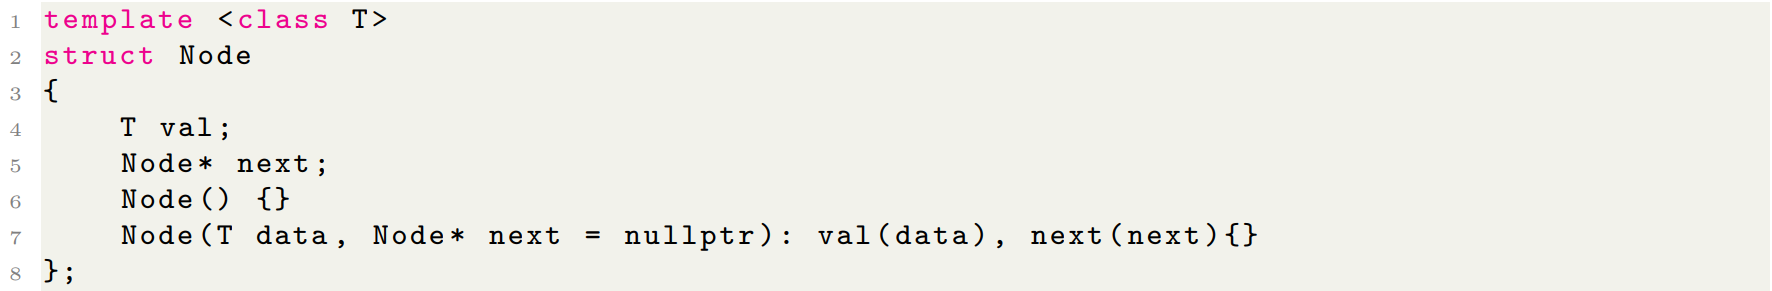 1 template <class T>
2 struct Node
3 {
4     T val;
5     Node* next;
6     Node() {}
7     Node(T data, Node* next = nullptr): val(data), next(next){}
8 };